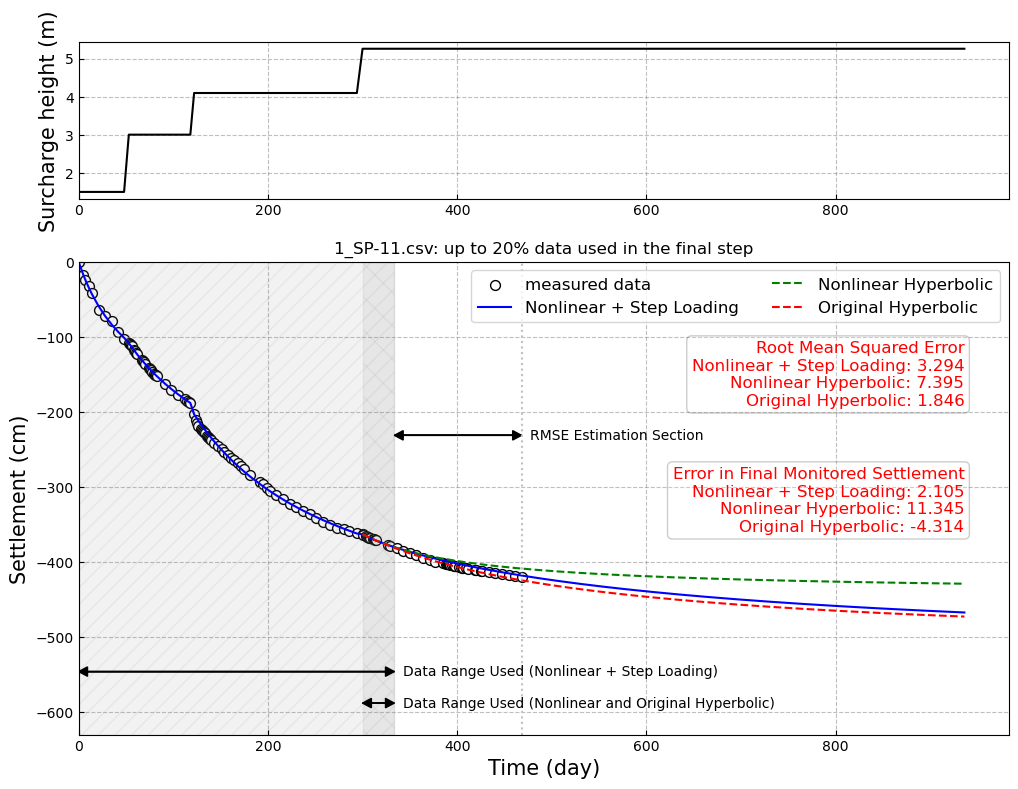 Surcharge height (m)
5
4
3
2
0 200 400 600 800
1_SP-11.csv: up to 20% data used in the final step
Settlement (cm)
0
−100
−200
−300
−400
−500
−600
measured data
Nonlinear + Step Loading
Nonlinear Hyperbolic
Original Hyperbolic
Root Mean Squared Error
Nonlinear + Step Loading: 3.294
Nonlinear Hyperbolic: 7.395
Original Hyperbolic: 1.846
RMSE Estimation Section
Error in Final Monitored Settlement
Nonlinear + Step Loading: 2.105
Nonlinear Hyperbolic: 11.345
Original Hyperbolic: -4.314
Data Range Used (Nonlinear + Step Loading)
Data Range Used (Nonlinear and Original Hyperbolic)
0 200 400 600 800
Time (day)